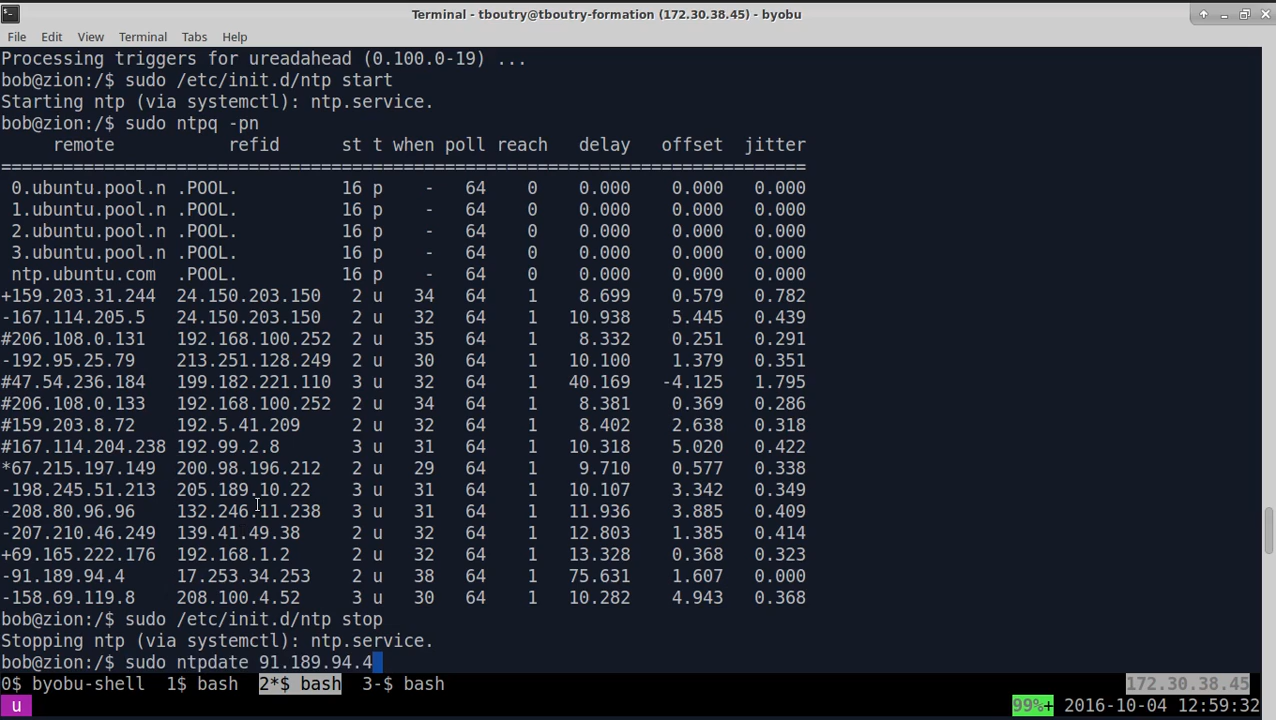 Terminal - tboutry@tboutry-formation (172.30.38.45) - byobu
File Edit View Terminal Tabs Help
Processing triggers for ureadahead (0.100.0-19) ...
bob@zion:/$ sudo /etc/init.d/ntp start
Starting ntp (via systemctl): ntp.service.
bob@zion:/$ sudo ntpq -pn
     remote           refid      st t when poll reach   delay   offset  jitter
==============================================================================
 0.ubuntu.pool.n .POOL.          16 p    -   64    0    0.000    0.000   0.000
 1.ubuntu.pool.n .POOL.          16 p    -   64    0    0.000    0.000   0.000
 2.ubuntu.pool.n .POOL.          16 p    -   64    0    0.000    0.000   0.000
 3.ubuntu.pool.n .POOL.          16 p    -   64    0    0.000    0.000   0.000
 ntp.ubuntu.com  .POOL.          16 p    -   64    0    0.000    0.000   0.000
+159.203.31.244  24.150.203.150   2 u   34   64    1    8.699    0.579   0.782
-167.114.205.5   24.150.203.150   2 u   32   64    1   10.938    5.445   0.439
#206.108.0.131   192.168.100.252  2 u   35   64    1    8.332    0.251   0.291
-192.95.25.79    213.251.128.249  2 u   30   64    1   10.100    1.379   0.351
#47.54.236.184   199.182.221.110  3 u   32   64    1   40.169   -4.125   1.795
#206.108.0.133   192.168.100.252  2 u   34   64    1    8.381    0.369   0.286
#159.203.8.72    192.5.41.209     2 u   32   64    1    8.402    2.638   0.318
#167.114.204.238 192.99.2.8       3 u   31   64    1   10.318    5.020   0.422
*67.215.197.149  200.98.196.212   2 u   29   64    1    9.710    0.577   0.338
-198.245.51.213  205.189.10.22    3 u   31   64    1   10.107    3.342   0.349
-208.80.96.96    132.246.11.238   3 u   31   64    1   11.936    3.885   0.409
-207.210.46.249  139.41.49.38     2 u   32   64    1   12.803    1.385   0.414
+69.165.222.176  192.168.1.2      2 u   32   64    1   13.328    0.368   0.323
-91.189.94.4     17.253.34.253    2 u   38   64    1   75.631    1.607   0.000
-158.69.119.8    208.100.4.52     3 u   30   64    1   10.282    4.943   0.368
bob@zion:/$ sudo /etc/init.d/ntp stop
Stopping ntp (via systemctl): ntp.service.
bob@zion:/$ sudo ntpdate 91.189.94.4
0$ byobu-shell  1$ bash  2*$ bash  3-$ bash 172.30.38.45
u 99%+ 2016-10-04 12:59:32